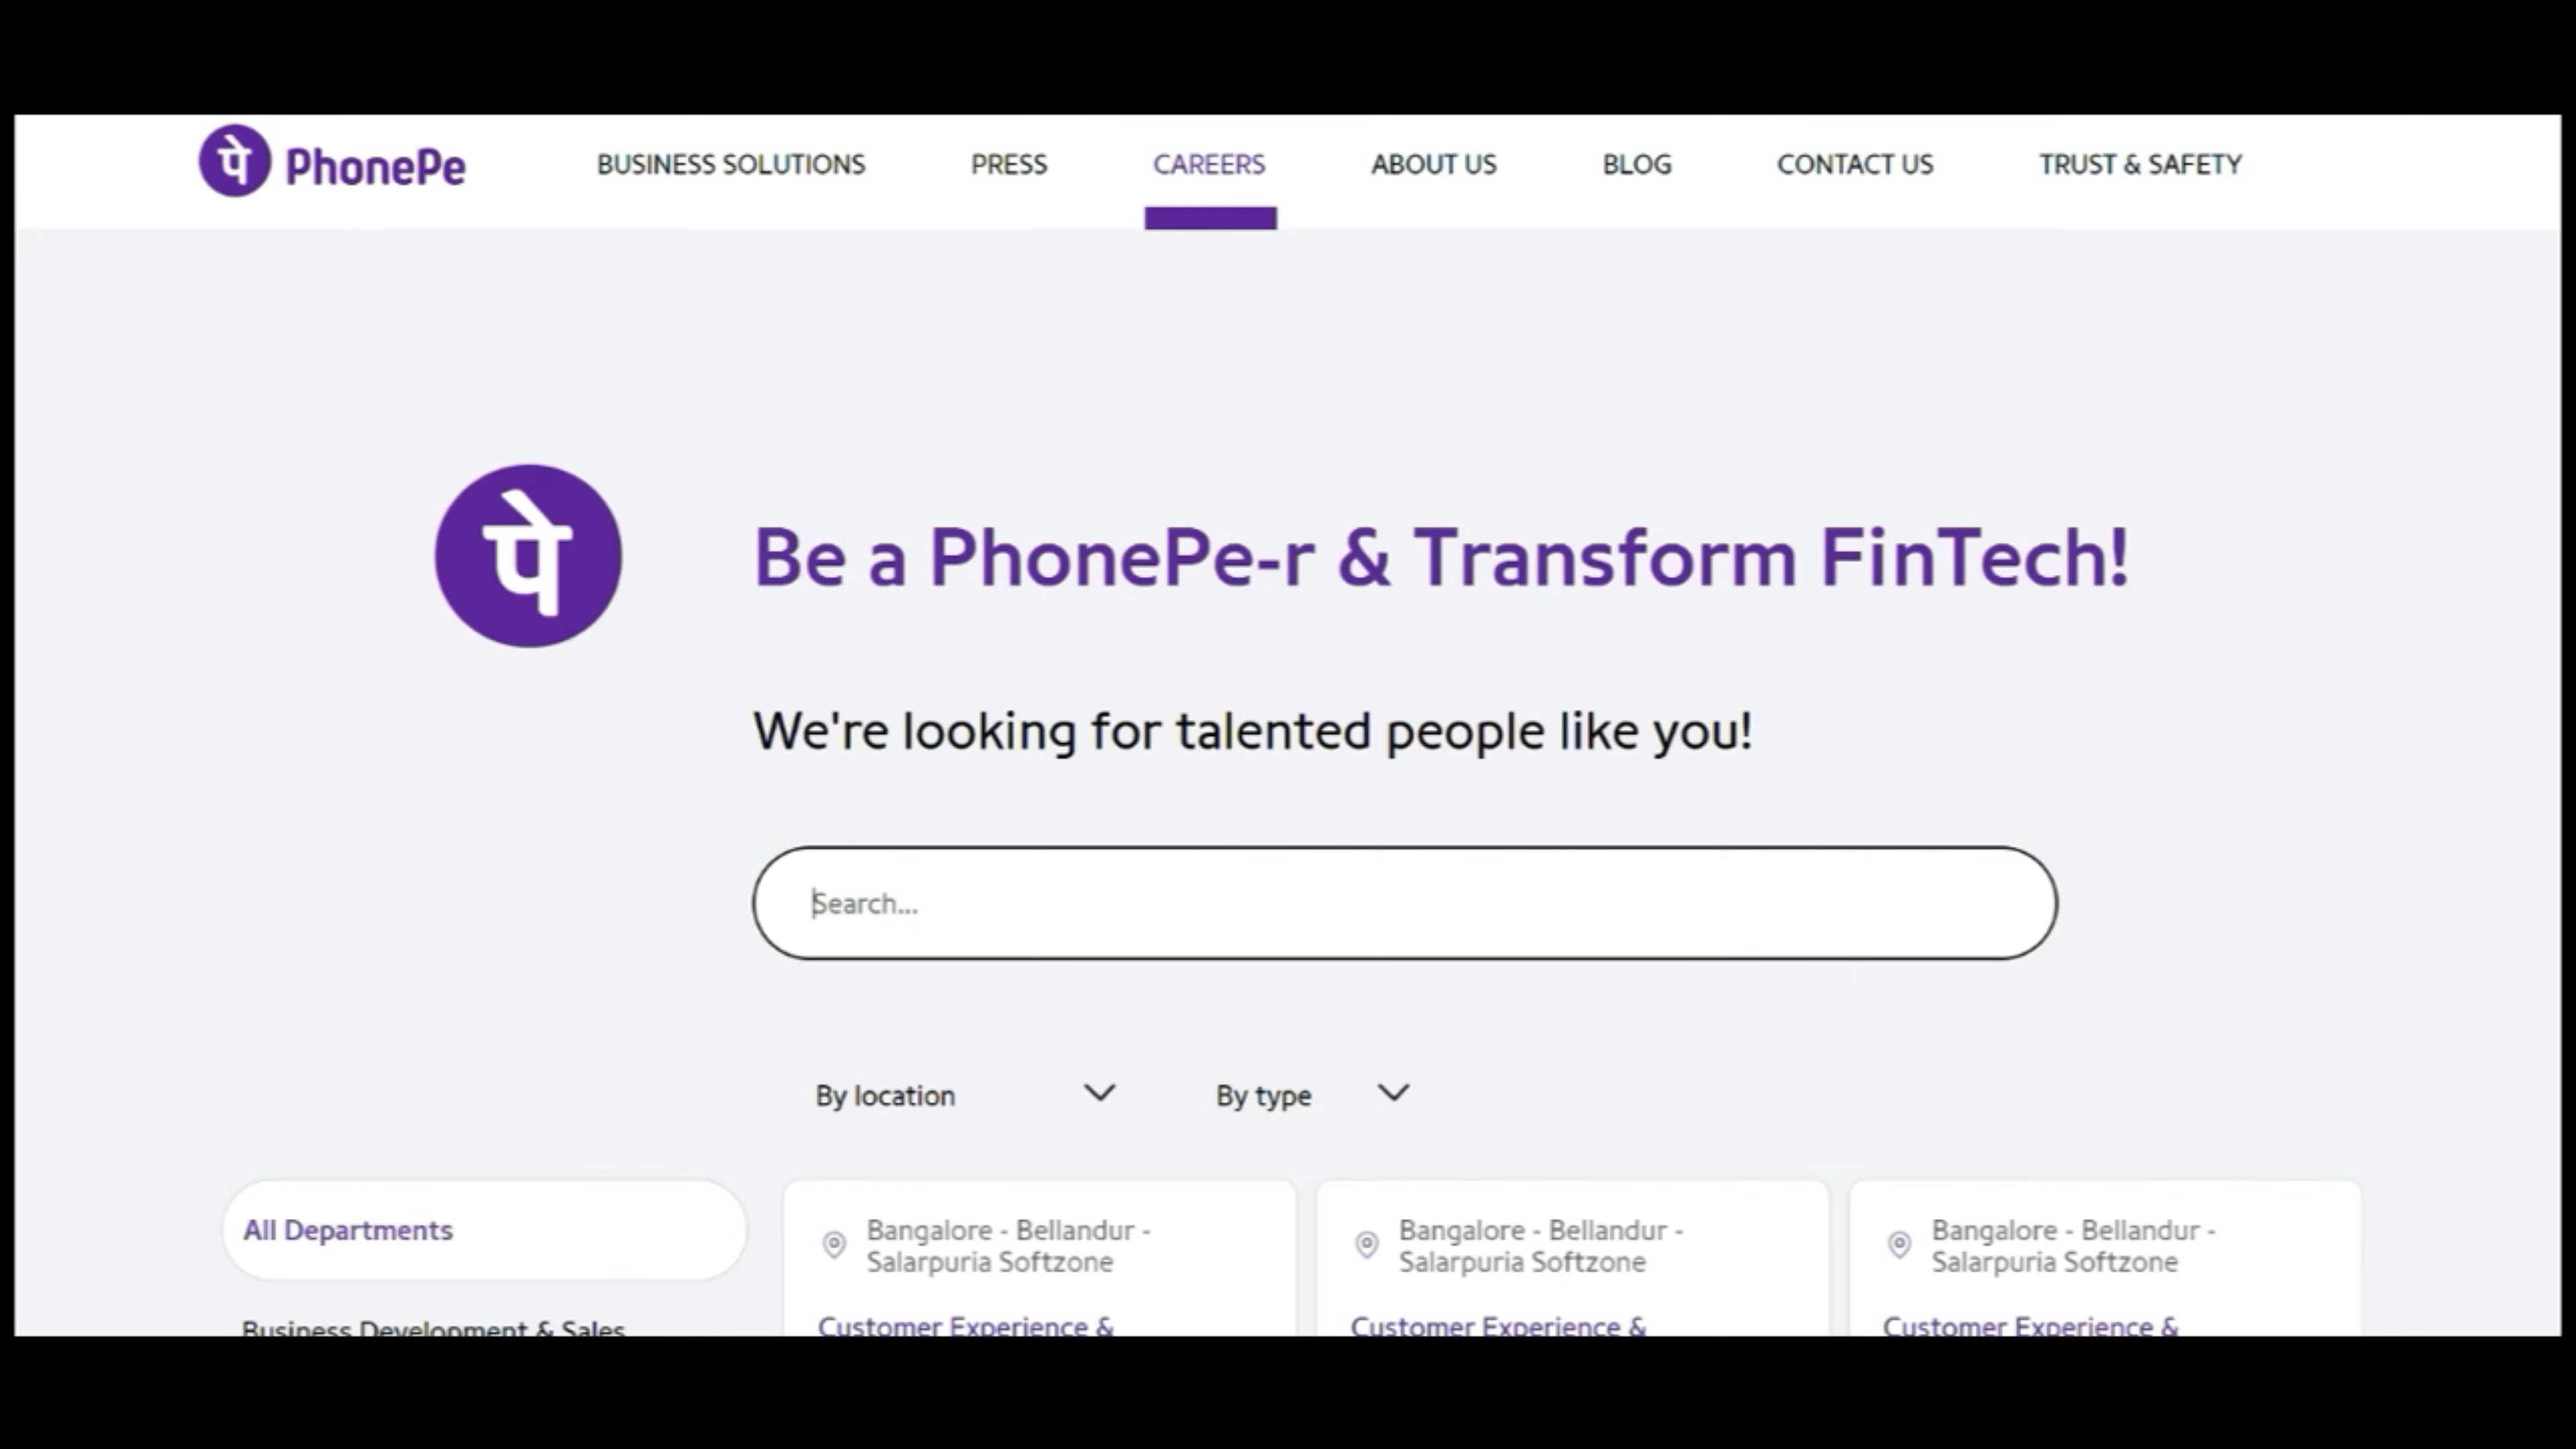 पे PhonePe BUSINESS SOLUTIONS PRESS CAREERS ABOUT US BLOG CONTACT US TRUST & SAFETY
पे Be a PhonePe-r & Transform FinTech!
We're looking for talented people like you!
Search...
By location By type
All Departments
Business Development & Sales
Bangalore - Bellandur -
Salarpuria Softzone
Customer Experience &
Bangalore - Bellandur -
Salarpuria Softzone
Customer Experience &
Bangalore - Bellandur -
Salarpuria Softzone
Customer Experience &